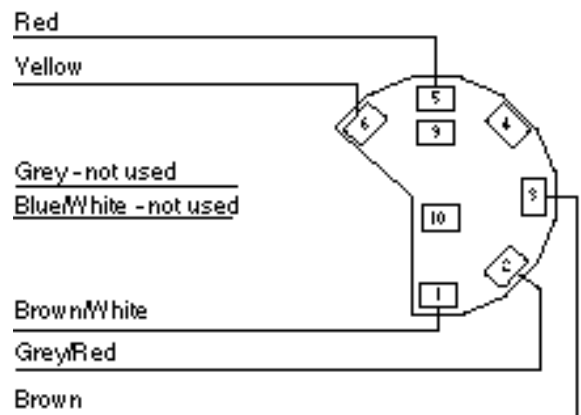 Red
Yellow
5
6
4
9
Grey - not used
3
Blue/White - not used
10
2
1
Brown/White
Grey/Red
Brown